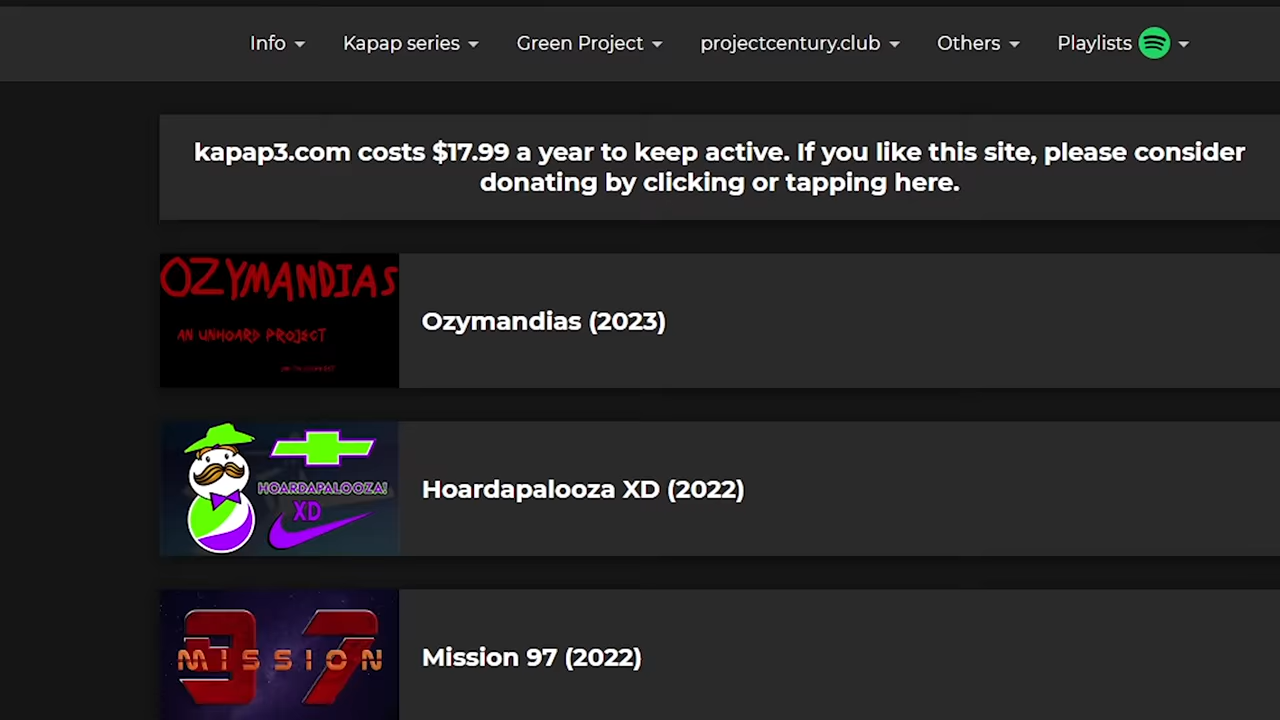 Info
Kapap series
Green Project
projectcentury.club
Others
Playlists
kapap3.com costs $17.99 a year to keep active. If you like this site, please consider
donating by clicking or tapping here.
OZYMANDIAS
AN UNHOARD PROJECT
Ozymandias (2023)
HOARDAPALOOZA!
XD
Hoardapalooza XD (2022)
97
MISSION
Mission 97 (2022)